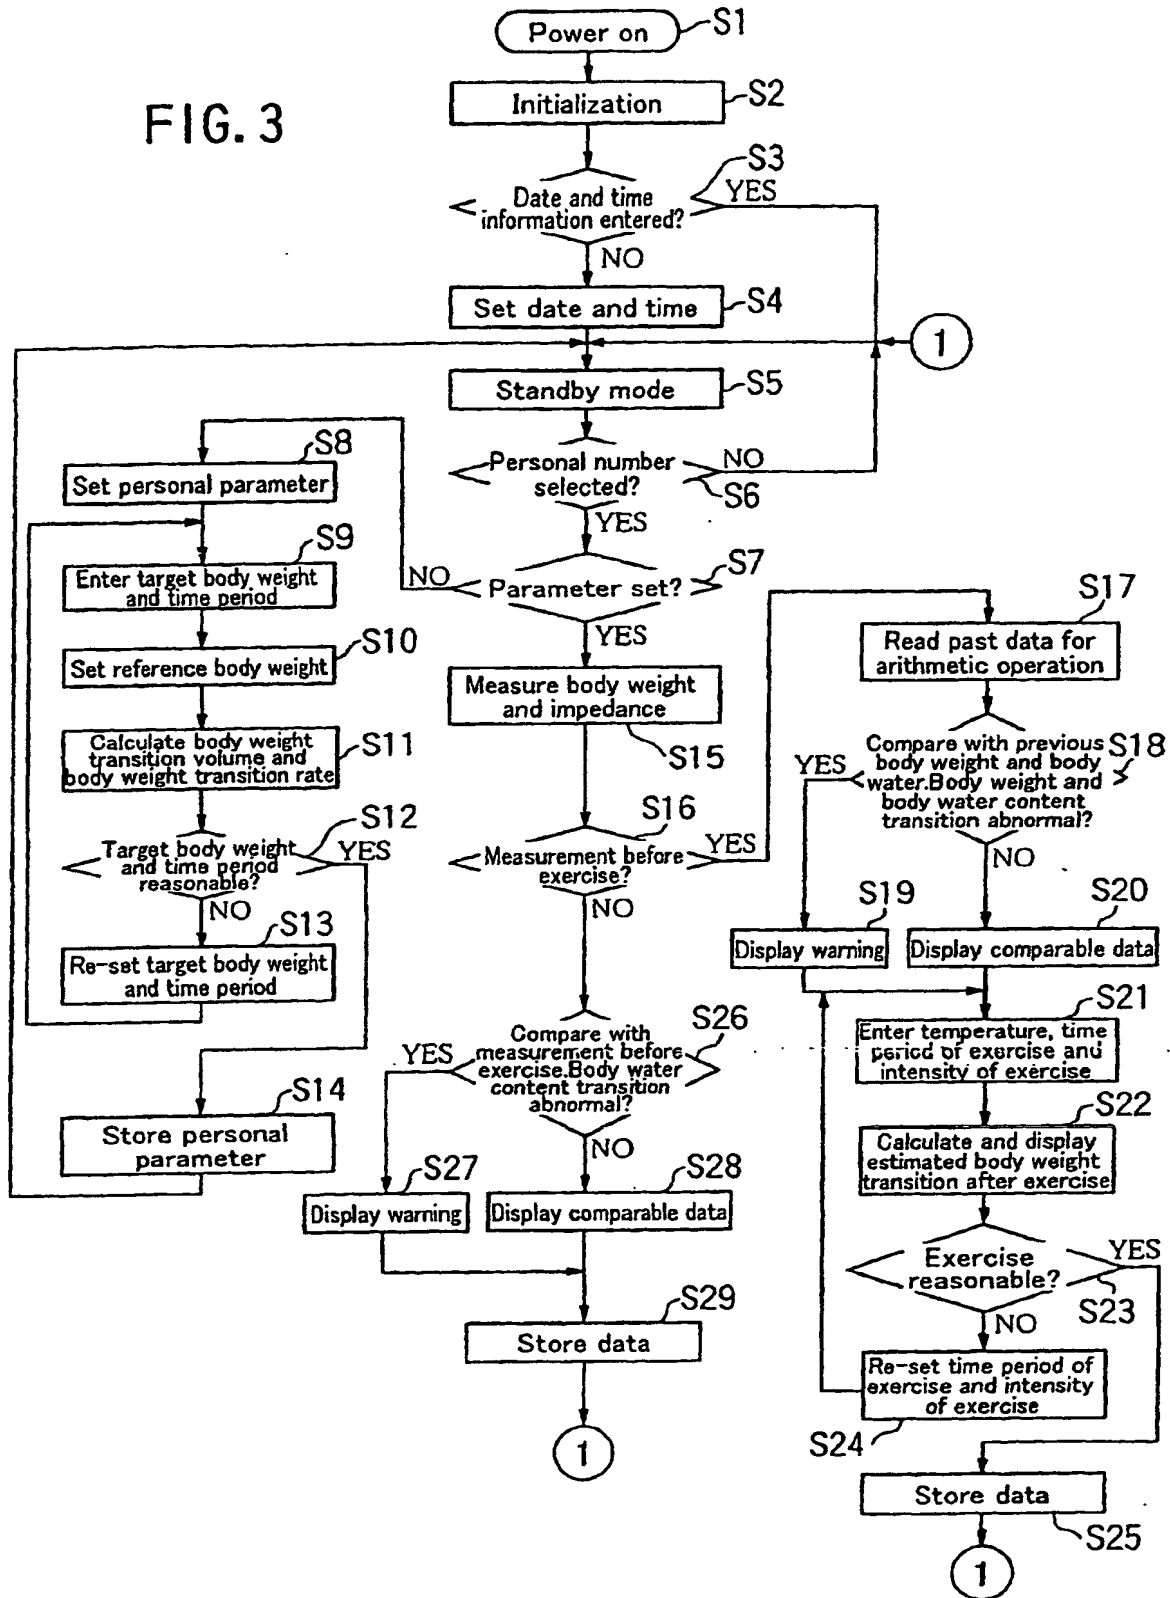 FIG. 3
Power on
S1
Initialization
S2
S3
Date and time
information entered?
YES
NO
Set date and time
S4
1
Standby mode
S5
Personal number
selected?
NO
S6
YES
Parameter set?
S7
NO
YES
S8
Set personal parameter
S9
Enter target body weight
and time period
S10
Set reference body weight
Calculate body weight
transition volume and
body weight transition rate
S11
S12
Target body weight
and time period
reasonable?
YES
NO
S13
Re-set target body weight
and time period
S14
Store personal
parameter
Measure body weight
and impedance
S15
S16
Measurement before
exercise?
YES
NO
S17
Read past data for
arithmetic operation
Compare with previous
body weight and body
water.Body weight and
body water content
transition abnormal?
S18
YES
NO
S19
Display warning
S20
Display comparable data
S21
Enter temperature, time
period of exercise and
intensity of exercise
S22
Calculate and display
estimated body weight
transition after exercise
Exercise
reasonable?
YES
S23
NO
Re-set time period of
exercise and intensity
of exercise
S24
Store data
S25
1
Compare with
measurement before
exercise.Body water
content transition
abnormal?
S26
YES
NO
S27
Display warning
S28
Display comparable data
S29
Store data
1